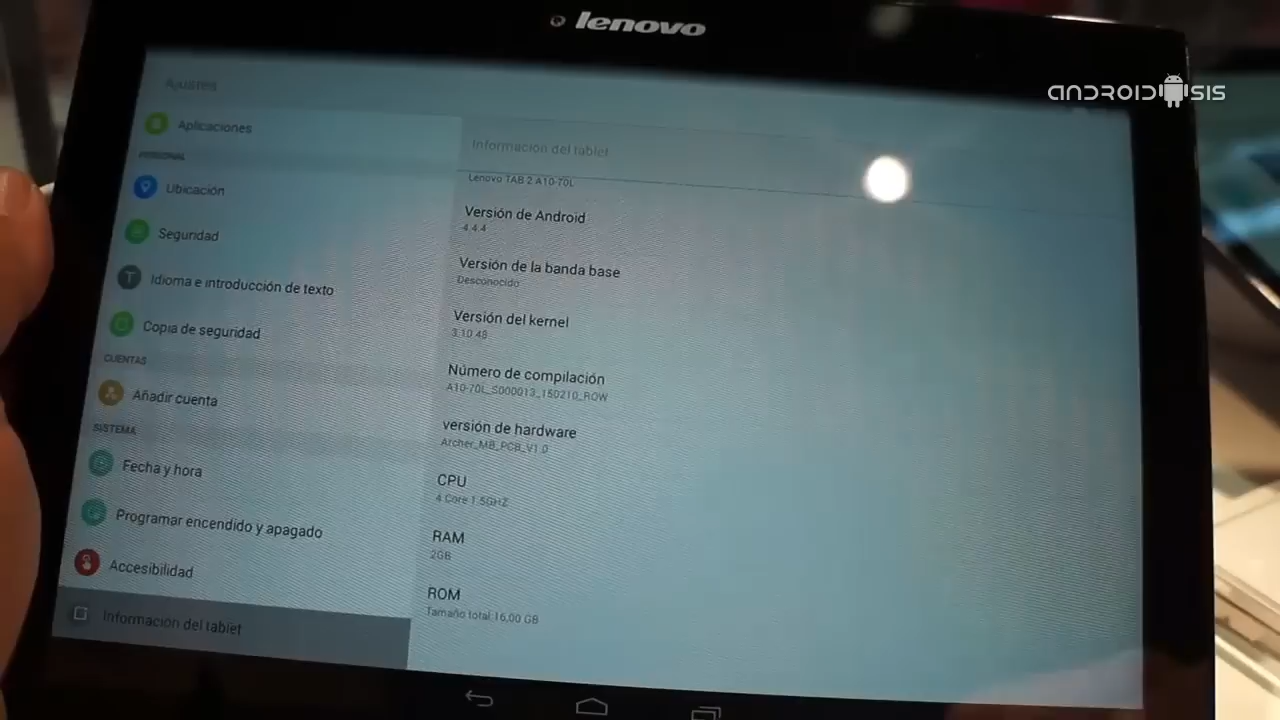 lenovo
ANDROIDSIS
Ajustes
Aplicaciones
PERSONAL
Ubicación
Seguridad
Idioma e introducción de texto
Copia de seguridad
CUENTAS
Añadir cuenta
SISTEMA
Fecha y hora
Programar encendido y apagado
Accesibilidad
Información del tablet
Información del tablet
Lenovo TAB 2 A10-70L
Versión de Android
4.4.4
Versión de la banda base
Desconocido
Versión del kernel
3.10.48
Número de compilación
A10-70L_S000013_150210_ROW
versión de hardware
Archer_MB_PCB_V1.0
CPU
4 Core 1.5GHZ
RAM
2GB
ROM
Tamaño total:16,00 GB